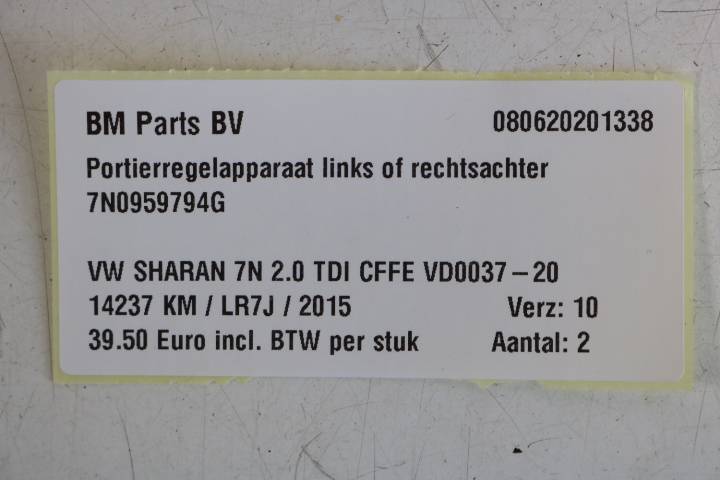 BM Parts BV 080620201338
Portierregelapparaat links of rechtsachter
7N0959794G
VW SHARAN 7N 2.0 TDI CFFE VD0037-20
14237 KM / LR7J / 2015 Verz: 10
39.50 Euro incl. BTW per stuk Aantal: 2